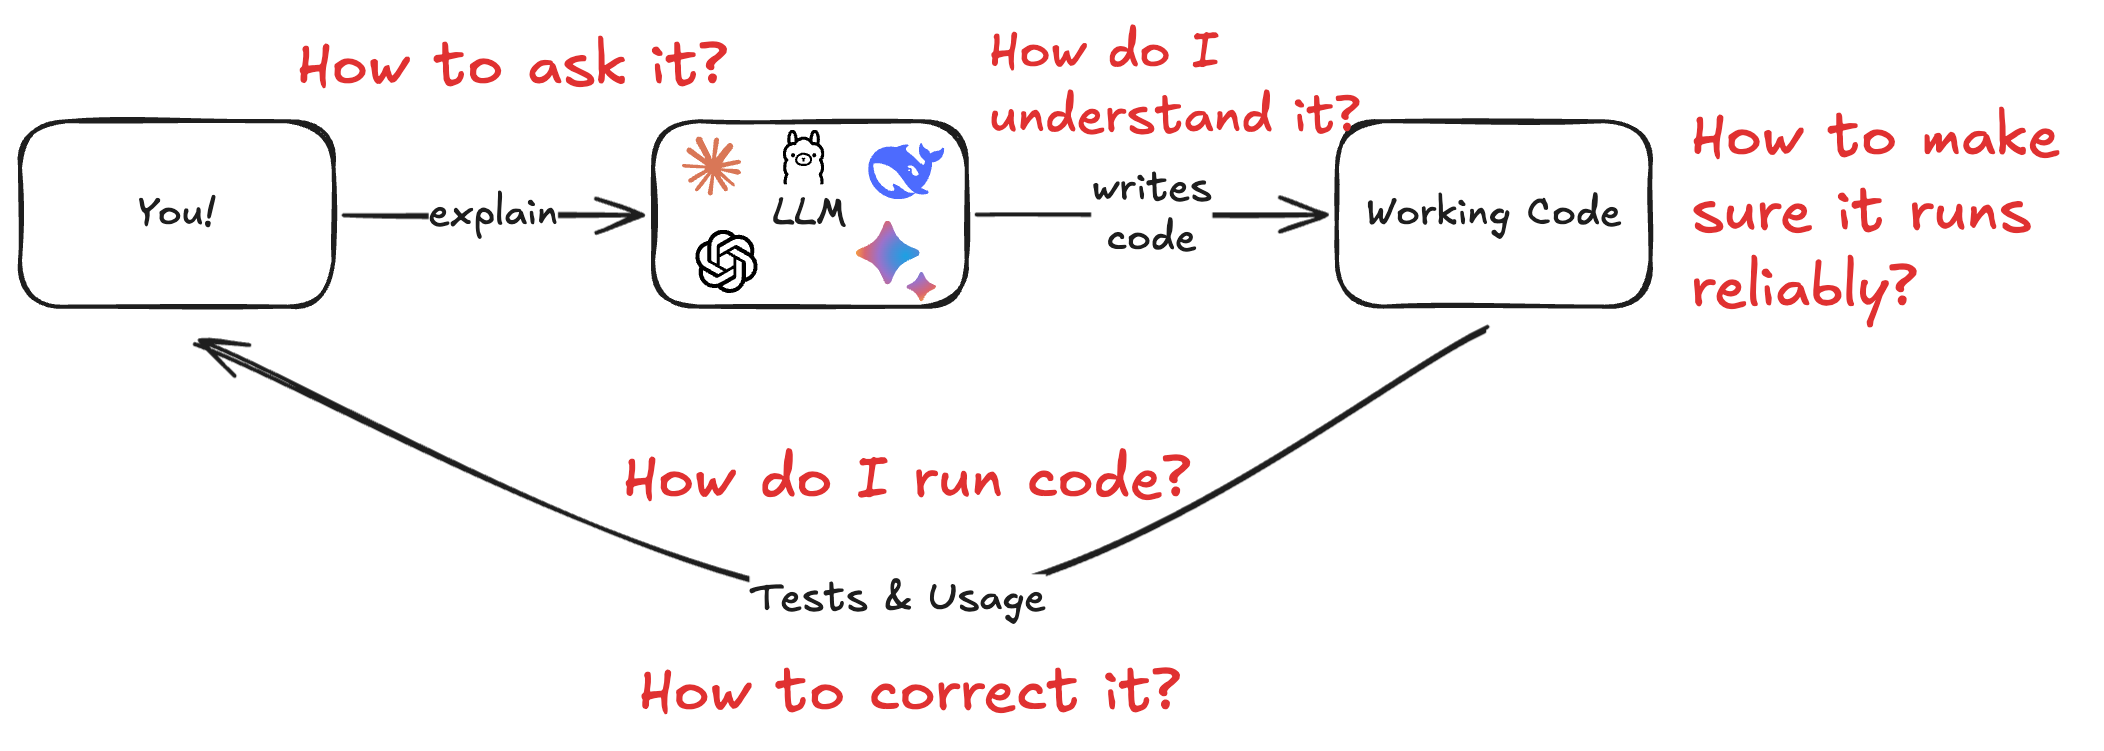 How to ask it?
How do I
understand it?
How to make
sure it runs
reliably?
You!
explain
LLM
writes
code
Working Code
How do I run code?
Tests & Usage
How to correct it?